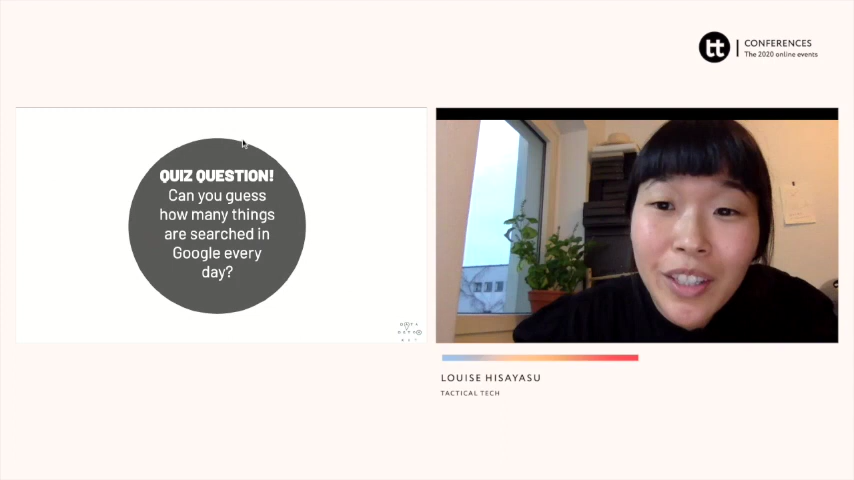 tt
CONFERENCES
The 2020 online events
QUIZ QUESTION!
Can you guess
how many things
are searched in
Google every
day?
LOUISE HISAYASU
TACTICAL TECH